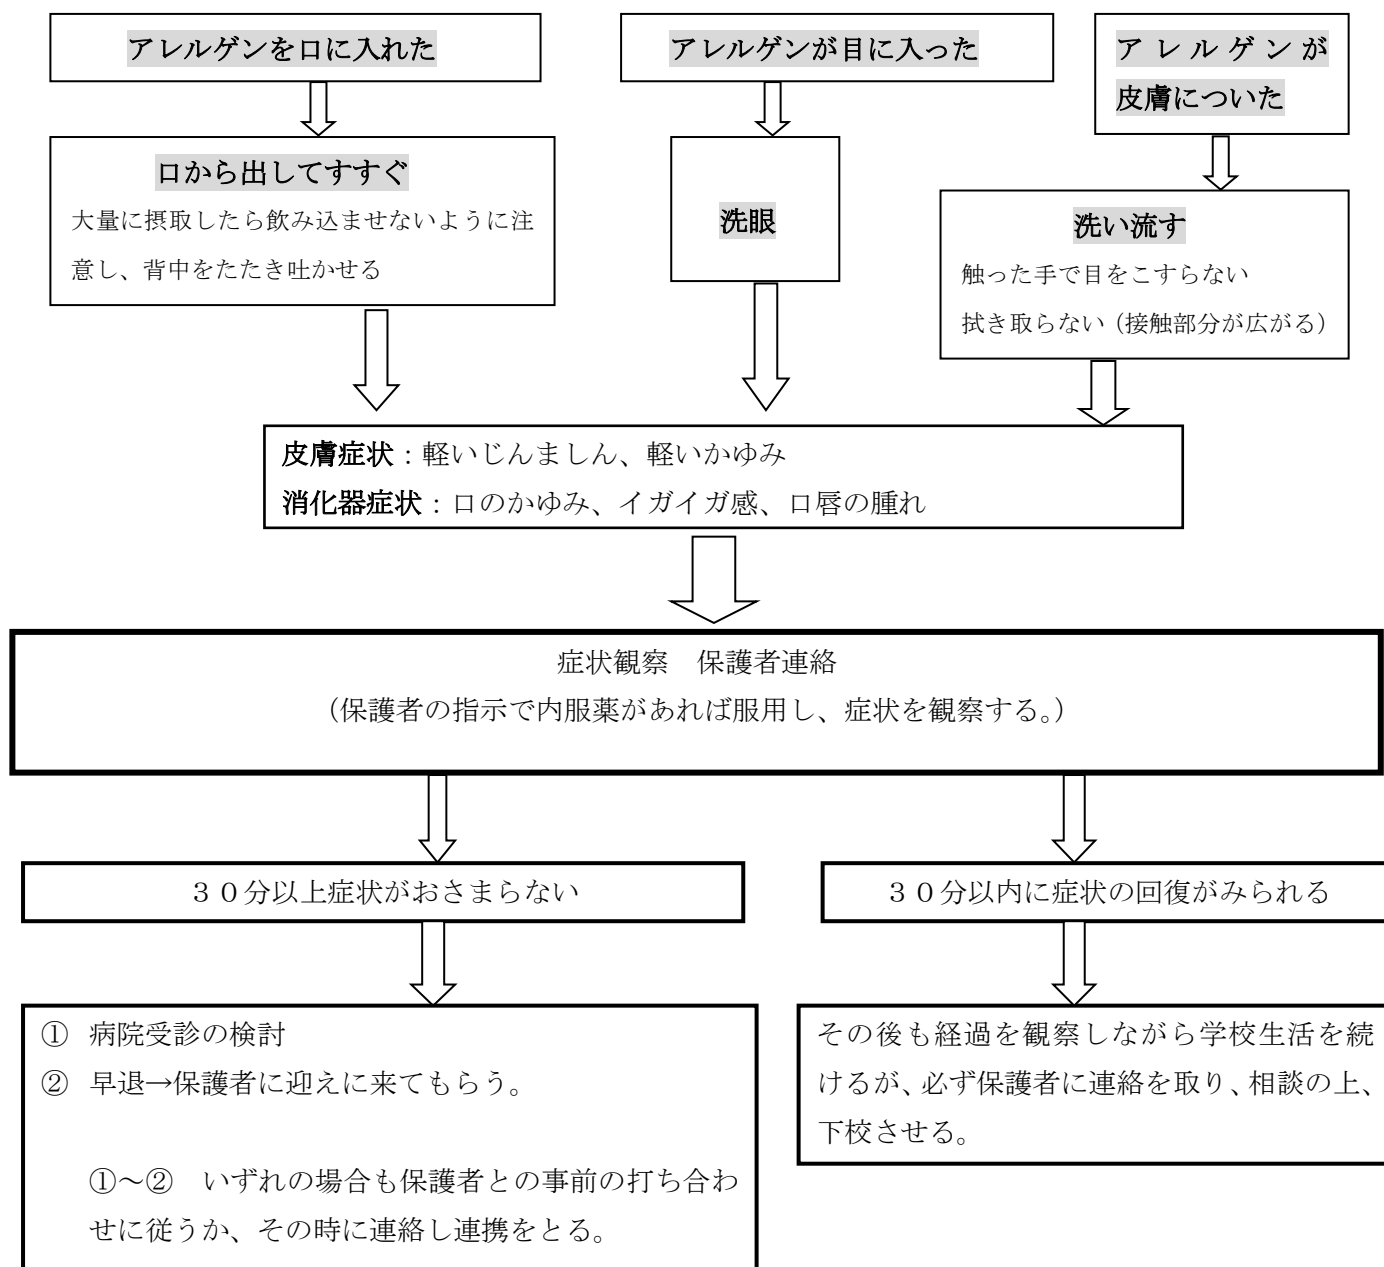 アレルゲンを口に入れた
アレルゲンが目に入った
アレルゲンが
皮膚についた
口から出してすすぐ
大量に摂取したら飲み込ませないように注
意し、背中をたたき吐かせる
洗眼
洗い流す
触った手で目をこすらない
拭き取らない（接触部分が広がる）
皮膚症状：軽いじんましん、軽いかゆみ
消化器症状：口のかゆみ、イガイガ感、口唇の腫れ
症状観察　保護者連絡
（保護者の指示で内服薬があれば服用し、症状を観察する。）
３０分以上症状がおさまらない
３０分以内に症状の回復がみられる
① 病院受診の検討
② 早退→保護者に迎えに来てもらう。
①～②　いずれの場合も保護者との事前の打ち合わ
せに従うか、その時に連絡し連携をとる。
その後も経過を観察しながら学校生活を続
けるが、必ず保護者に連絡を取り、相談の上、
下校させる。